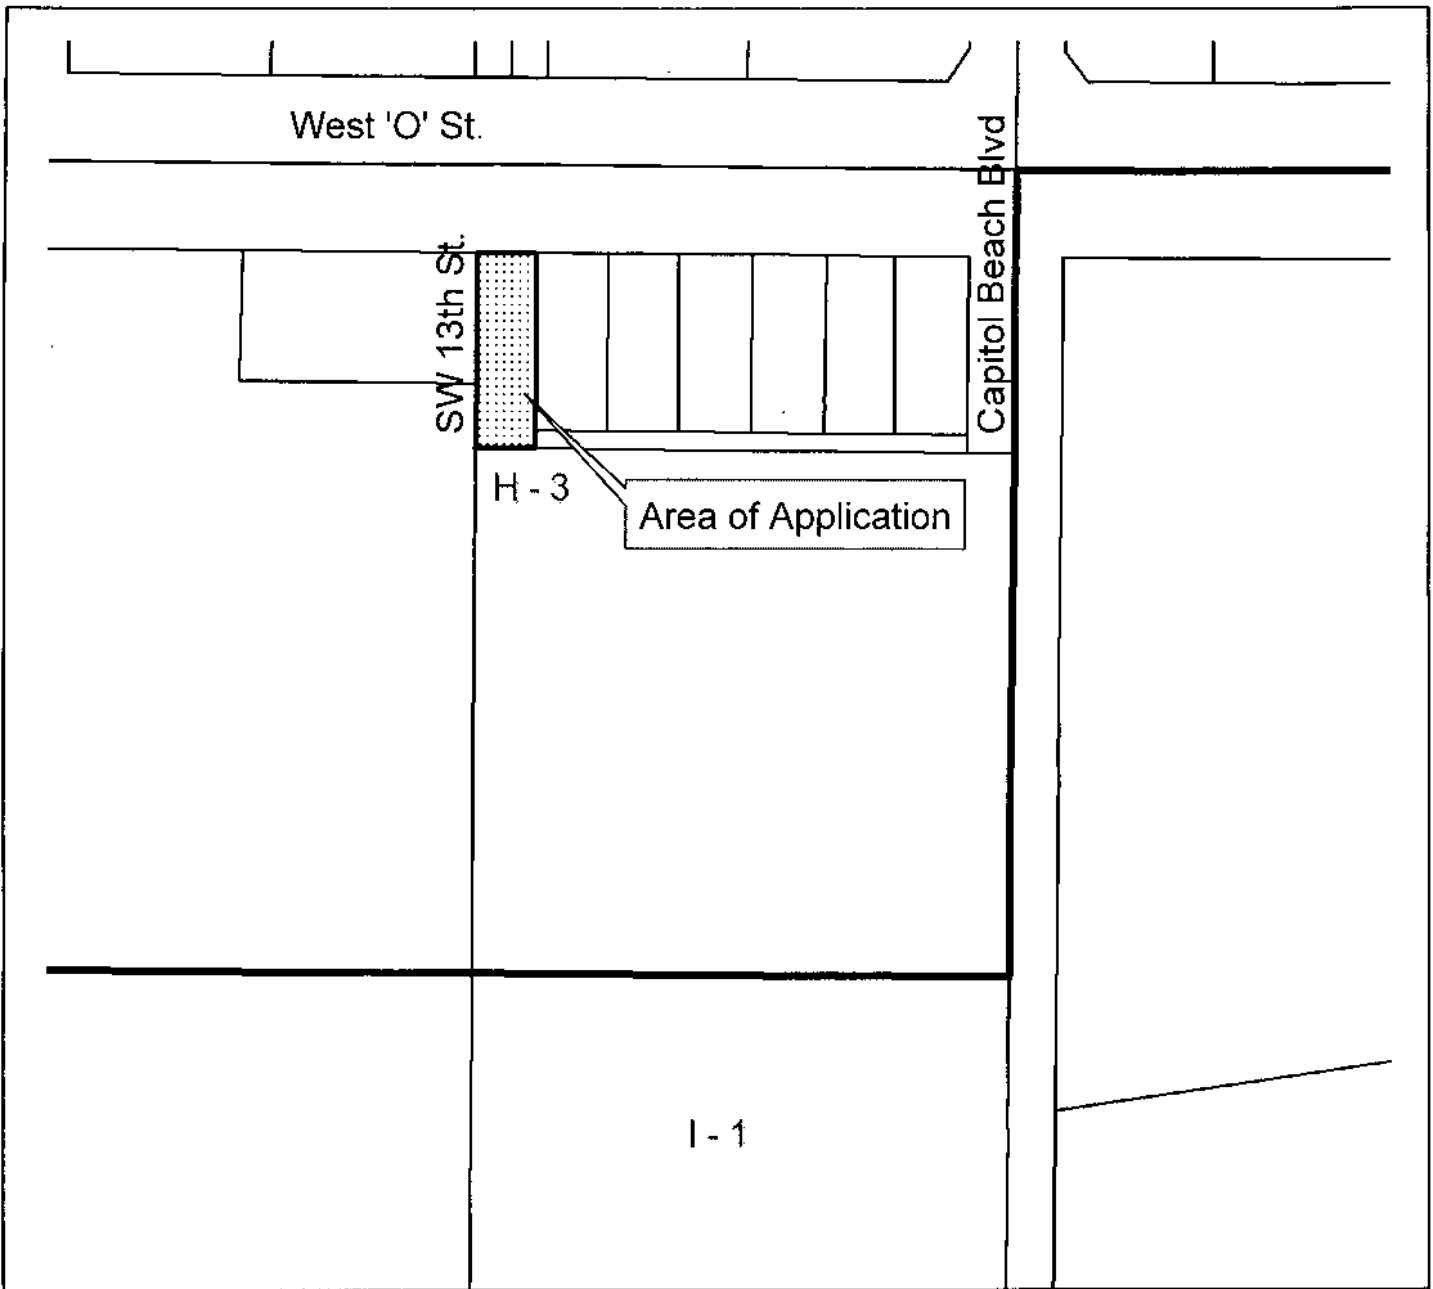 West 'O' St.
Capitol Beach Blvd
SW 13th St.
H - 3
Area of Application
I - 1